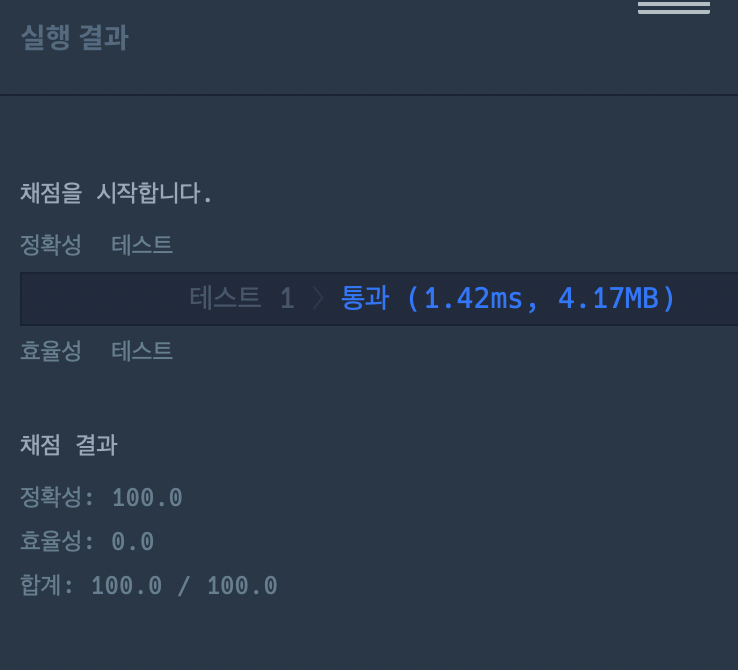 실행 결과
채점을 시작합니다.
정확성 테스트
테스트 1 〉 통과 (1.42ms, 4.17MB)
효율성 테스트
채점 결과
정확성: 100.0
효율성: 0.0
합계: 100.0 / 100.0